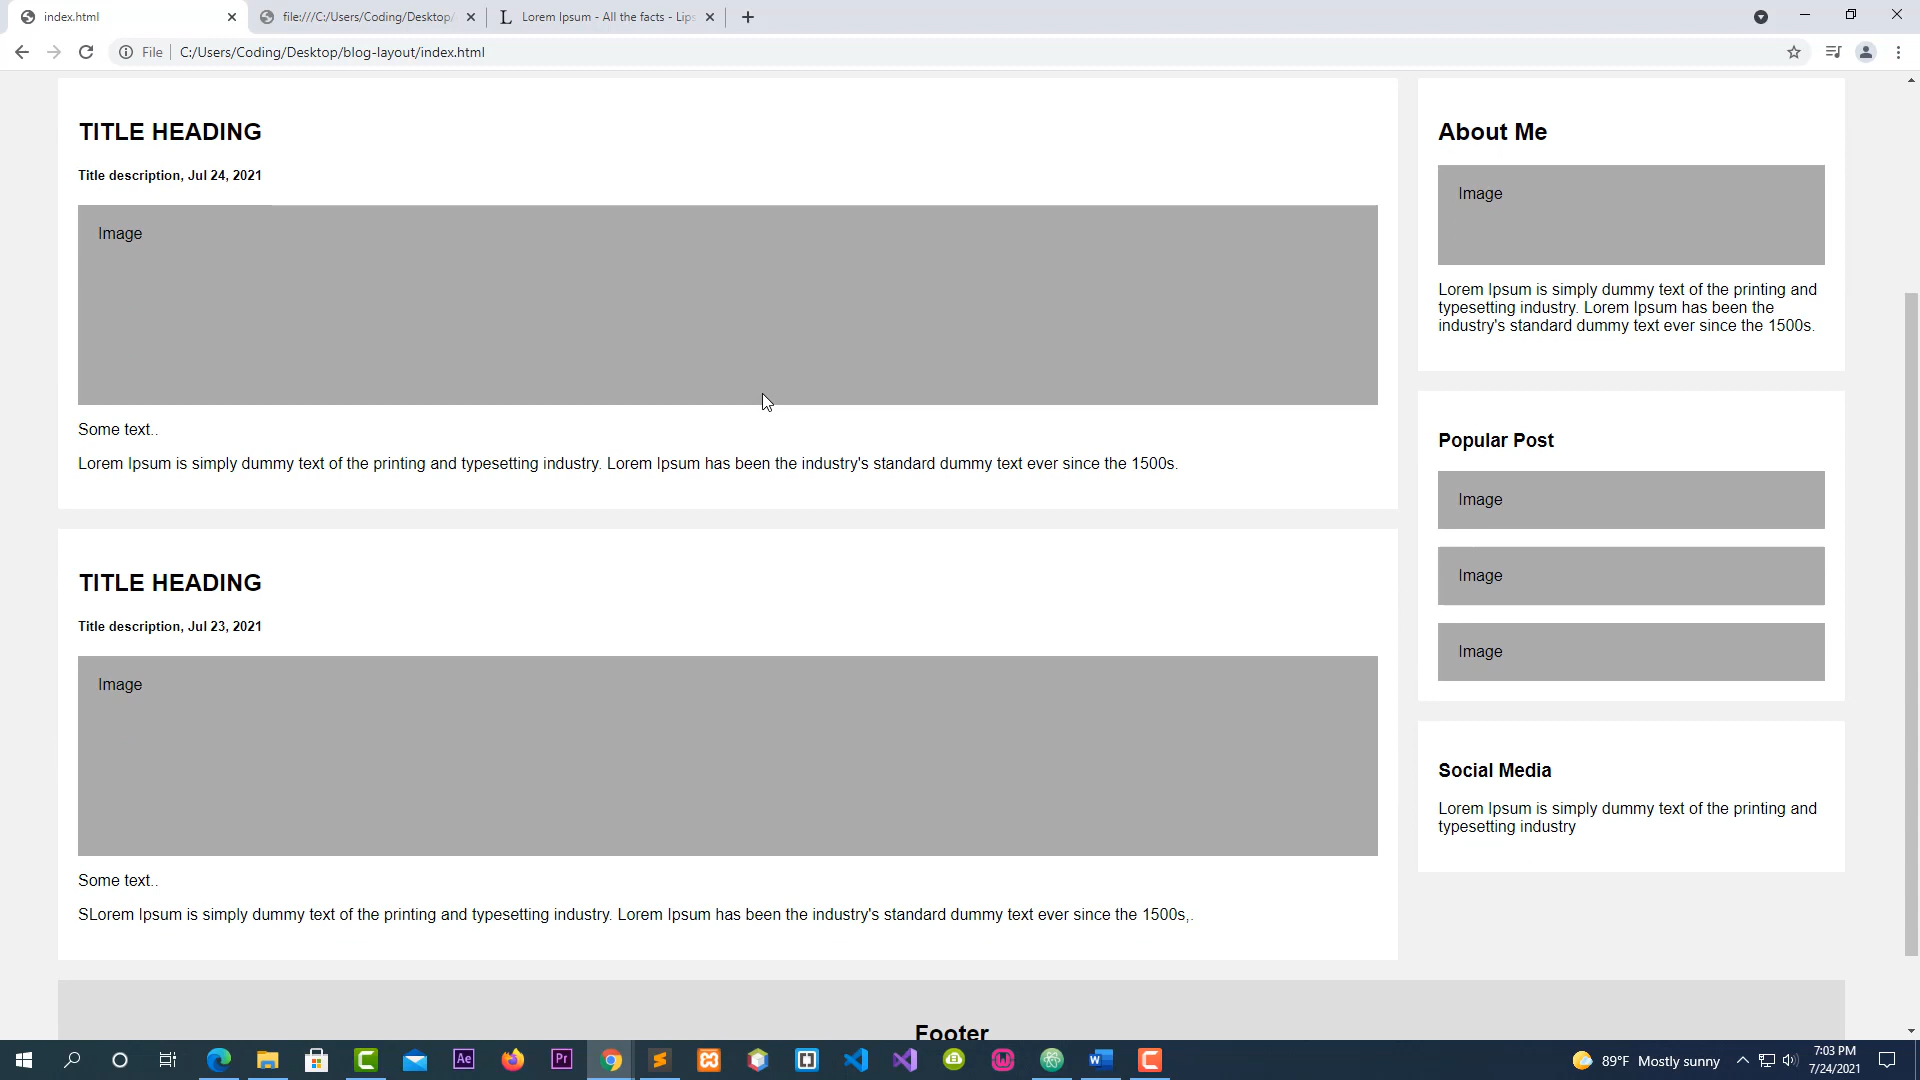 index.html
file:///C:/Users/Coding/Desktop/
Lorem Ipsum - All the facts - Lips
File
C:/Users/Coding/Desktop/blog-layout/index.html
TITLE HEADING
Title description, Jul 24, 2021
Image
Some text..
Lorem Ipsum is simply dummy text of the printing and typesetting industry. Lorem Ipsum has been the industry's standard dummy text ever since the 1500s.
TITLE HEADING
Title description, Jul 23, 2021
Image
Some text..
SLorem Ipsum is simply dummy text of the printing and typesetting industry. Lorem Ipsum has been the industry's standard dummy text ever since the 1500s,.
About Me
Image
Lorem Ipsum is simply dummy text of the printing and
typesetting industry. Lorem Ipsum has been the
industry's standard dummy text ever since the 1500s.
Popular Post
Image
Image
Image
Social Media
Lorem Ipsum is simply dummy text of the printing and
typesetting industry
Footer
Ae
Pr
89°F Mostly sunny
7:03 PM
7/24/2021